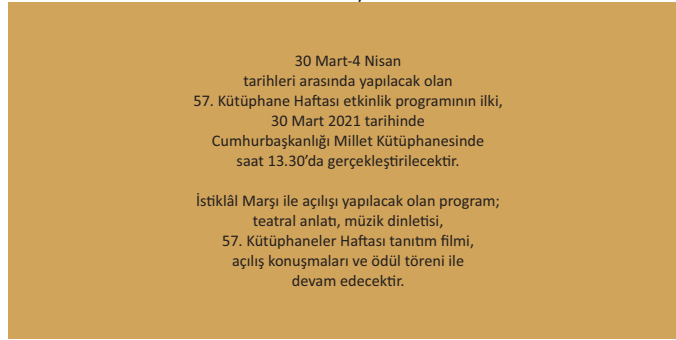 30 Mart-4 Nisan
tarihleri arasında yapılacak olan
57. Kütüphane Haftası etkinlik programının ilki,
30 Mart 2021 tarihinde
Cumhurbaşkanlığı Millet Kütüphanesinde
saat 13.30’da gerçekleştirilecektir.
İstiklâl Marşı ile açılışı yapılacak olan program;
teatral anlatı, müzik dinletisi,
57. Kütüphaneler Haftası tanıtım filmi,
açılış konuşmaları ve ödül töreni ile
devam edecektir.